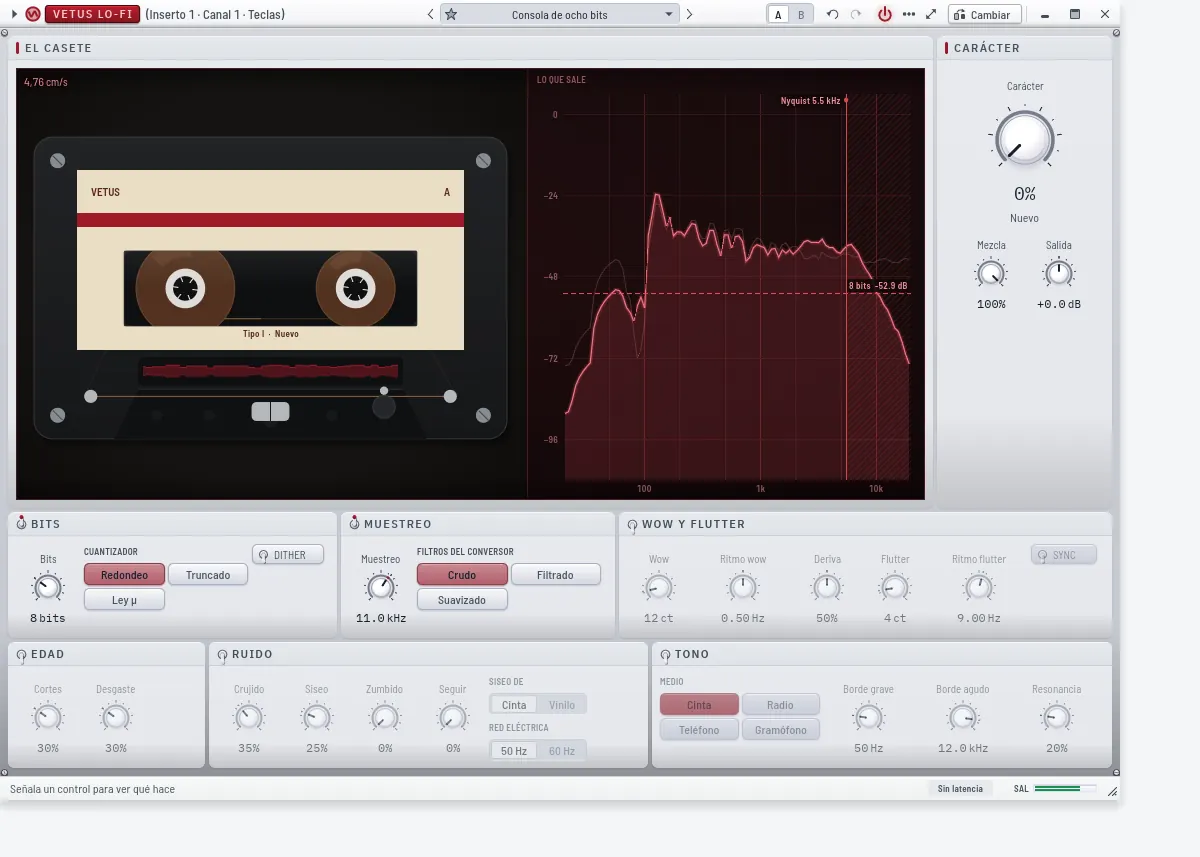 VETUS LO-FI (Inserto 1 · Canal 1 · Teclas)
Consola de ocho bits
A B
Cambiar
EL CASETE
CARÁCTER
4,76 cm/s
VETUS A
Tipo I · Nuevo
LO QUE SALE
Nyquist 5.5 kHz
0
-24
-48
-72
-96
8 bits -52.9 dB
100 1k 10k
Carácter
0%
Nuevo
Mezcla Salida
100% +0.0 dB
BITS
Bits
8 bits
CUANTIZADOR
DITHER
Redondeo Truncado
Ley µ
MUESTREO
Muestreo
11.0 kHz
FILTROS DEL CONVERSOR
Crudo Filtrado
Suavizado
WOW Y FLUTTER
Wow Ritmo wow Deriva Flutter Ritmo flutter
SYNC
12 ct 0.50 Hz 50% 4 ct 9.00 Hz
EDAD
Cortes Desgaste
30% 30%
RUIDO
Crujido Siseo Zumbido Seguir
35% 25% 0% 0%
SISEO DE
Cinta Vinilo
RED ELÉCTRICA
50 Hz 60 Hz
TONO
MEDIO
Cinta Radio
Teléfono Gramófono
Borde grave Borde agudo Resonancia
50 Hz 12.0 kHz 20%
Señala un control para ver qué hace
Sin latencia
SAL